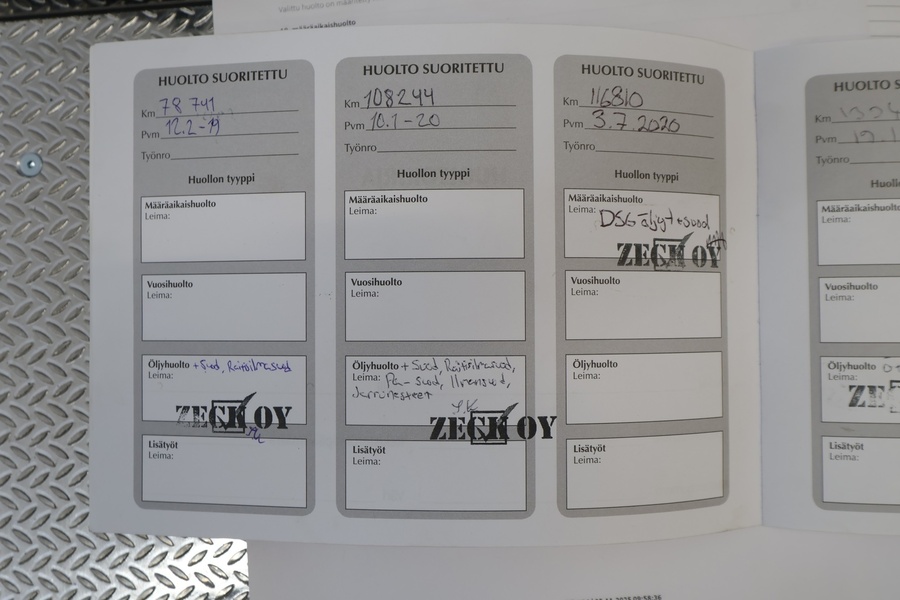 HUOLTO SUORITETTU
Km 78 741
Pvm 12.2-19
Työnro
Huollon tyyppi
Määräaikaishuolto
Leima:
Vuosihuolto
Leima:
Öljyhuolto + Suod, Raitisilmasuod
Leima:
ZECK OY
Lisätyöt
Leima:
HUOLTO SUORITETTU
Km 108244
Pvm 10.1-20
Työnro
Huollon tyyppi
Määräaikaishuolto
Leima:
Vuosihuolto
Leima:
Öljyhuolto + Suod, Raitisilmasuod,
Leima: Pa-suod, Ilmansuod,
Jarrunesteet
ZECK OY
Lisätyöt
Leima:
HUOLTO SUORITETTU
Km 116810
Pvm 3.7.2020
Työnro
Huollon tyyppi
Määräaikaishuolto
Leima: DSG öljyt + suod
ZECK OY
Vuosihuolto
Leima:
Öljyhuolto
Leima:
Lisätyöt
Leima:
HUOLTO S
Km
Pvm
Työnro
Määräaikaishuolto
Leima:
Vuosihuolto
Leima:
Öljyhuolto
Leima:
Lisätyöt
Leima: